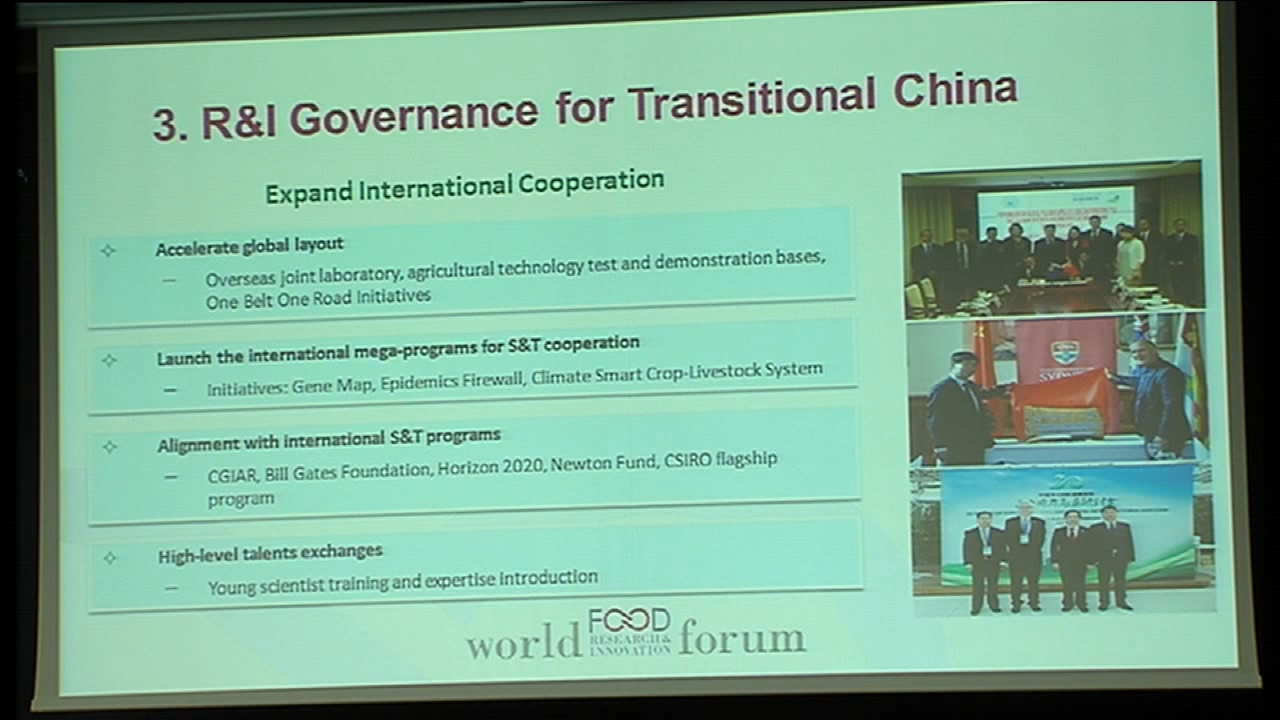 3. R&I Governance for Transitional China
Expand International Cooperation
Accelerate global layout
— Overseas joint laboratory, agricultural technology test and demonstration bases,
One Belt One Road Initiatives
Launch the international mega-programs for S&T cooperation
— Initiatives: Gene Map, Epidemics Firewall, Climate Smart Crop-Livestock System
Alignment with international S&T programs
— CGIAR, Bill Gates Foundation, Horizon 2020, Newton Fund, CSIRO flagship
program
High-level talents exchanges
— Young scientist training and expertise introduction
SYDNEY
world FOOD RESEARCH & INNOVATION forum